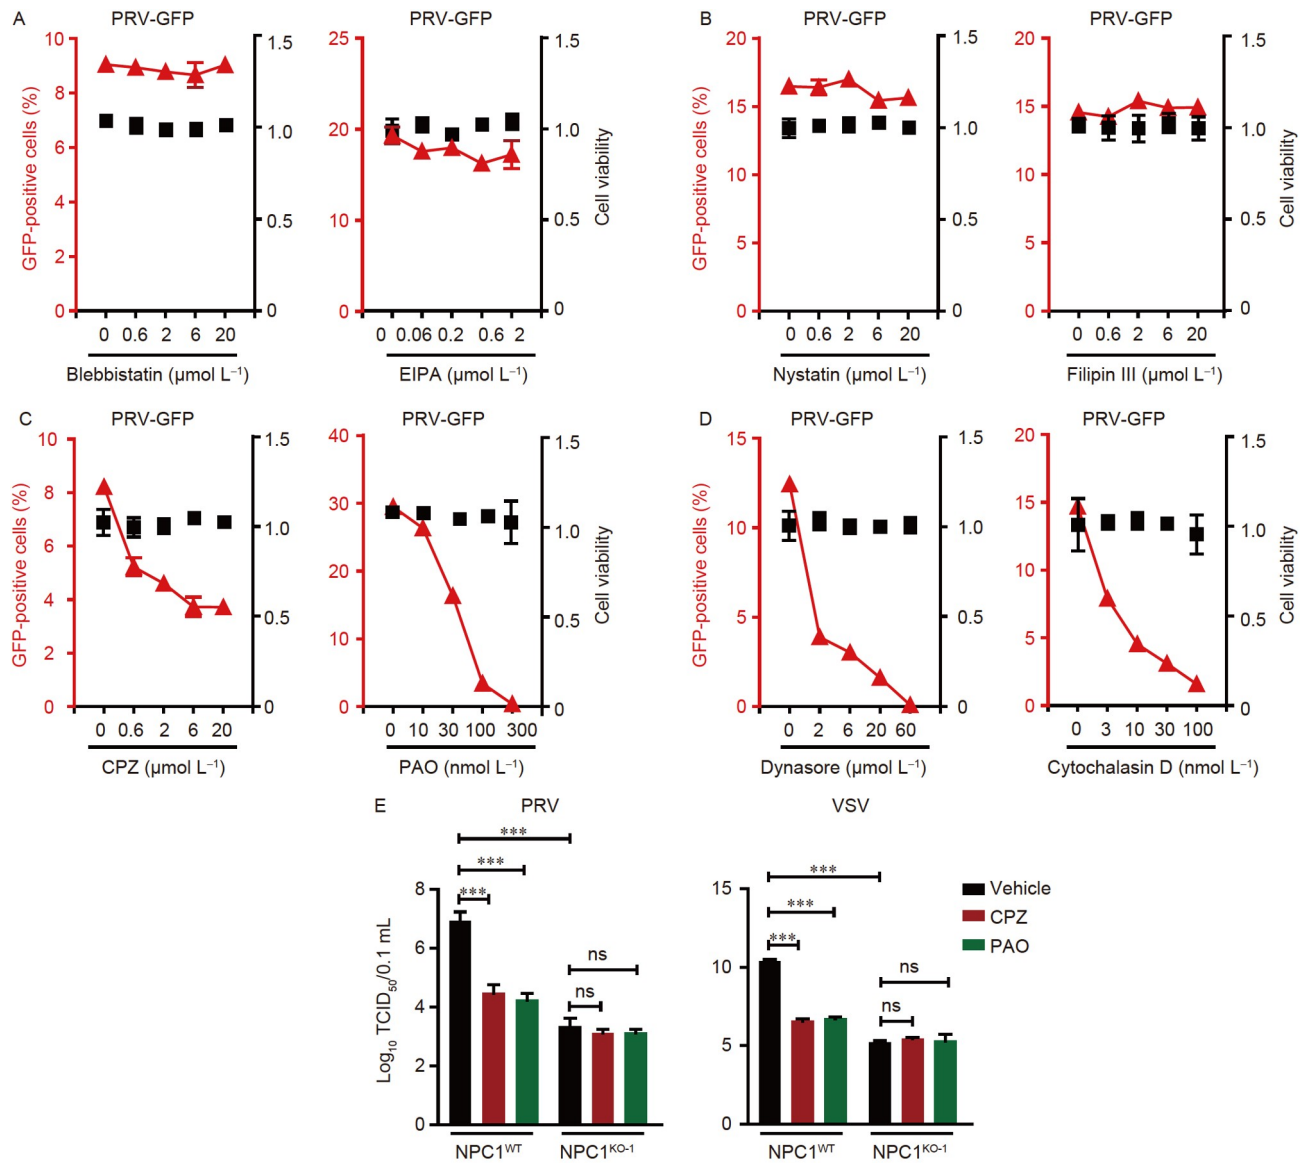 A
PRV-GFP
PRV-GFP
GFP-positive cells (%)
10
8
6
4
2
0
1.5
1.0
0.5
0
25
20
10
0
1.5
1.0
0.5
0
Cell viability
0 0.6 2 6 20
Blebbistatin (µmol L⁻¹)
0 0.06 0.2 0.6 2
EIPA (µmol L⁻¹)
B
PRV-GFP
PRV-GFP
GFP-positive cells (%)
20
15
10
5
0
1.5
1.0
0.5
0
20
15
10
5
0
1.5
1.0
0.5
0
Cell viability
0 0.6 2 6 20
Nystatin (µmol L⁻¹)
0 0.6 2 6 20
Filipin III (µmol L⁻¹)
C
PRV-GFP
PRV-GFP
GFP-positive cells (%)
10
8
6
4
2
0
1.5
1.0
0.5
0
40
30
20
10
0
1.5
1.0
0.5
0
Cell viability
0 0.6 2 6 20
CPZ (µmol L⁻¹)
0 10 30 100 300
PAO (nmol L⁻¹)
D
PRV-GFP
PRV-GFP
GFP-positive cells (%)
15
10
5
0
1.5
1.0
0.5
0
20
15
10
5
0
1.5
1.0
0.5
0
Cell viability
0 2 6 20 60
Dynasore (µmol L⁻¹)
0 3 10 30 100
Cytochalasin D (nmol L⁻¹)
E
PRV
Log₁₀ TCID₅₀/0.1 mL
8
6
4
2
0
***
***
***
ns
ns
NPC1ᵂᵀ NPC1ᴷᴼ⁻¹
VSV
15
10
5
0
***
***
***
ns
ns
NPC1ᵂᵀ NPC1ᴷᴼ⁻¹
Vehicle
CPZ
PAO